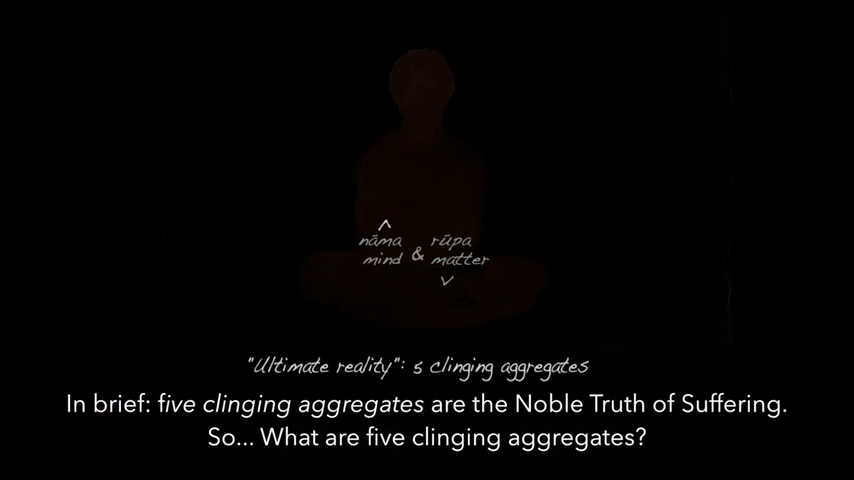 ^
nāma & rūpa
mind matter
v
"Ultimate reality": 5 clinging aggregates
In brief: five clinging aggregates are the Noble Truth of Suffering.
So... What are five clinging aggregates?